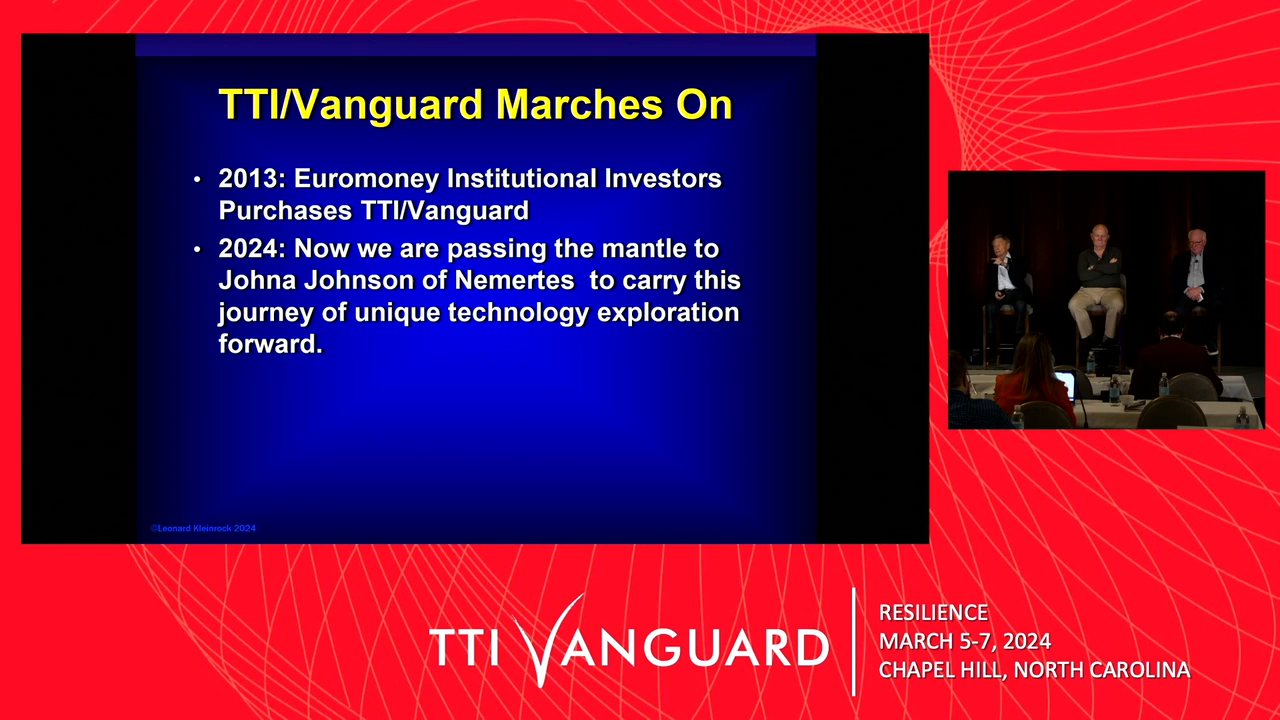 TTI/Vanguard Marches On
• 2013: Euromoney Institutional Investors
Purchases TTI/Vanguard
• 2024: Now we are passing the mantle to
Johna Johnson of Nemertes  to carry this
journey of unique technology exploration
forward.
©Leonard Kleinrock 2024
TTI VANGUARD
RESILIENCE
MARCH 5-7, 2024
CHAPEL HILL, NORTH CAROLINA